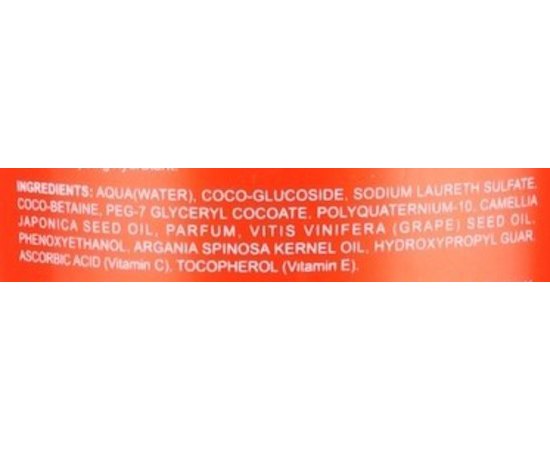 INGREDIENTS: AQUA(WATER), COCO-GLUCOSIDE, SODIUM LAURETH SULFATE,
COCO-BETAINE, PEG-7 GLYCERYL COCOATE, POLYQUATERNIUM-10, CAMELLIA
JAPONICA SEED OIL, PARFUM, VITIS VINIFERA (GRAPE) SEED OIL,
PHENOXYETHANOL, ARGANIA SPINOSA KERNEL OIL, HYDROXYPROPYL GUAR,
ASCORBIC ACID (Vitamin C), TOCOPHEROL (Vitamin E).